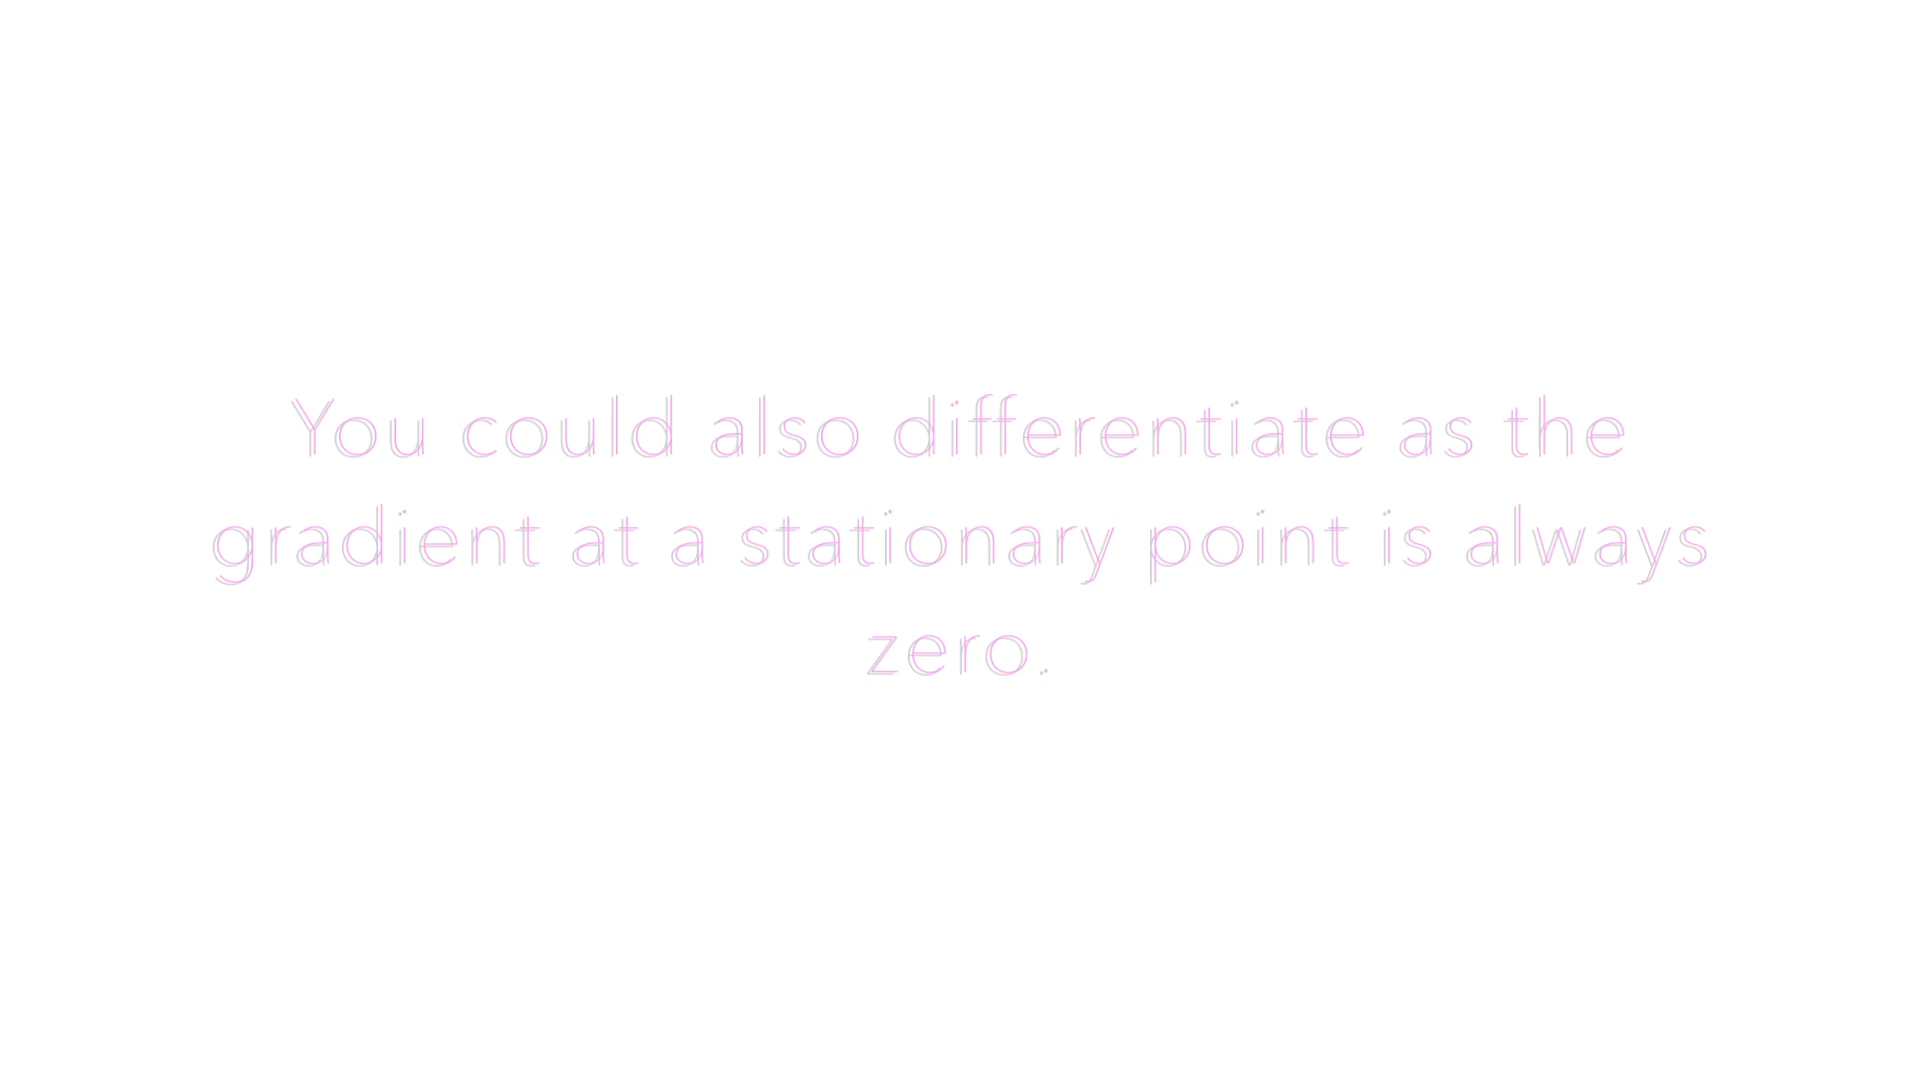 You could also differentiate as the
gradient at a stationary point is always
zero.